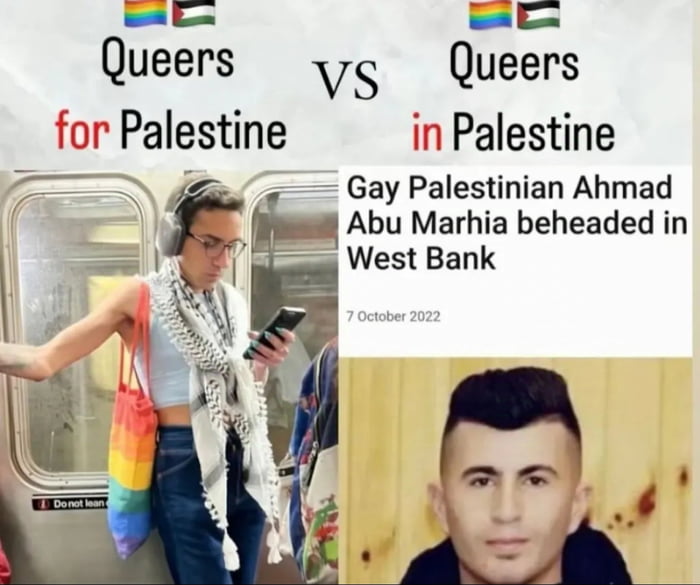 Queers
for Palestine
VS
Queers
in Palestine
Gay Palestinian Ahmad
Abu Marhia beheaded in
West Bank
7 October 2022
Do not lean